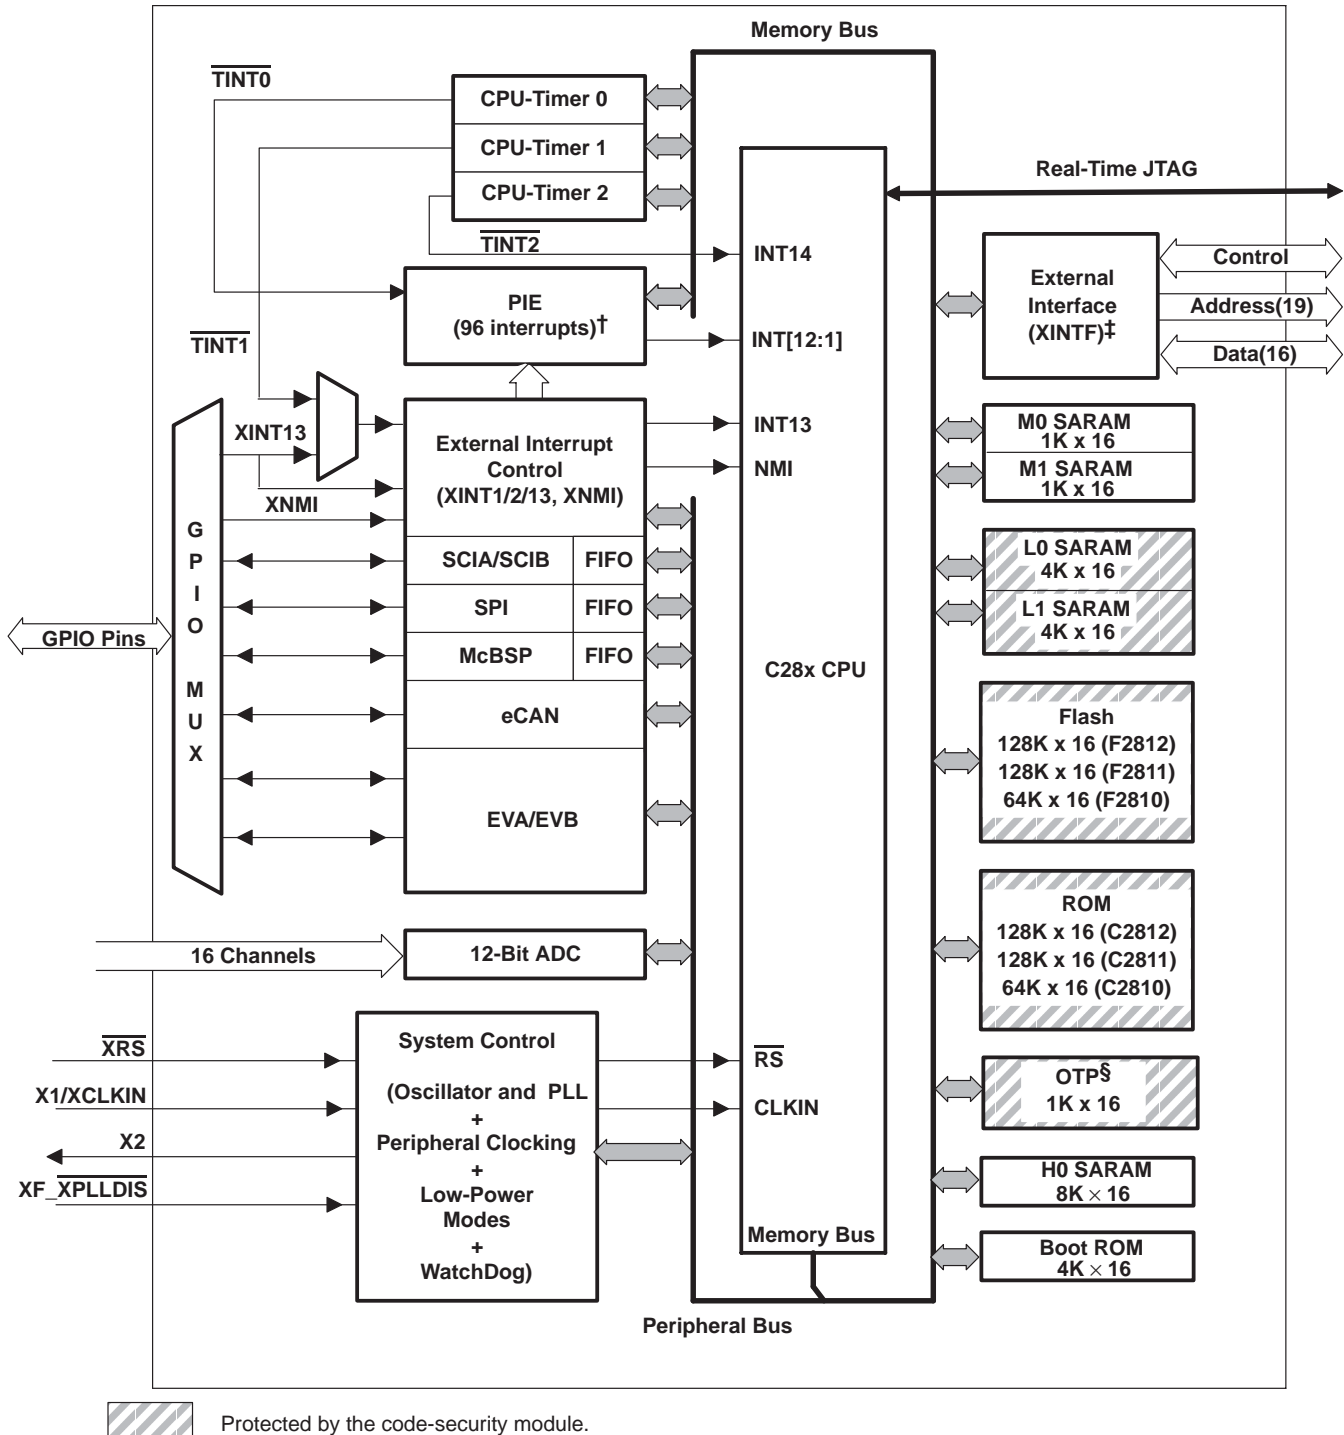 Memory Bus
TINT0
CPU-Timer 0
CPU-Timer 1
CPU-Timer 2
Real-Time JTAG
TINT2
INT14
Control
External
Interface
(XINTF)‡
Address(19)
Data(16)
PIE
(96 interrupts)†
INT[12:1]
TINT1
XINT13
External Interrupt
Control
(XINT1/2/13, XNMI)
INT13
NMI
XNMI
M0 SARAM
1K x 16
M1 SARAM
1K x 16
L0 SARAM
4K x 16
L1 SARAM
4K x 16
SCIA/SCIB
FIFO
SPI
FIFO
McBSP
FIFO
eCAN
EVA/EVB
GPIO Pins
GPIO MUX
C28x CPU
Flash
128K x 16 (F2812)
128K x 16 (F2811)
64K x 16 (F2810)
ROM
128K x 16 (C2812)
128K x 16 (C2811)
64K x 16 (C2810)
16 Channels
12-Bit ADC
XRS
X1/XCLKIN
X2
XF_XPLLDIS
System Control
(Oscillator and PLL
+
Peripheral Clocking
+
Low-Power
Modes
+
WatchDog)
RS
CLKIN
OTP§
1K x 16
H0 SARAM
8K × 16
Memory Bus
Boot ROM
4K × 16
Peripheral Bus
Protected by the code-security module.